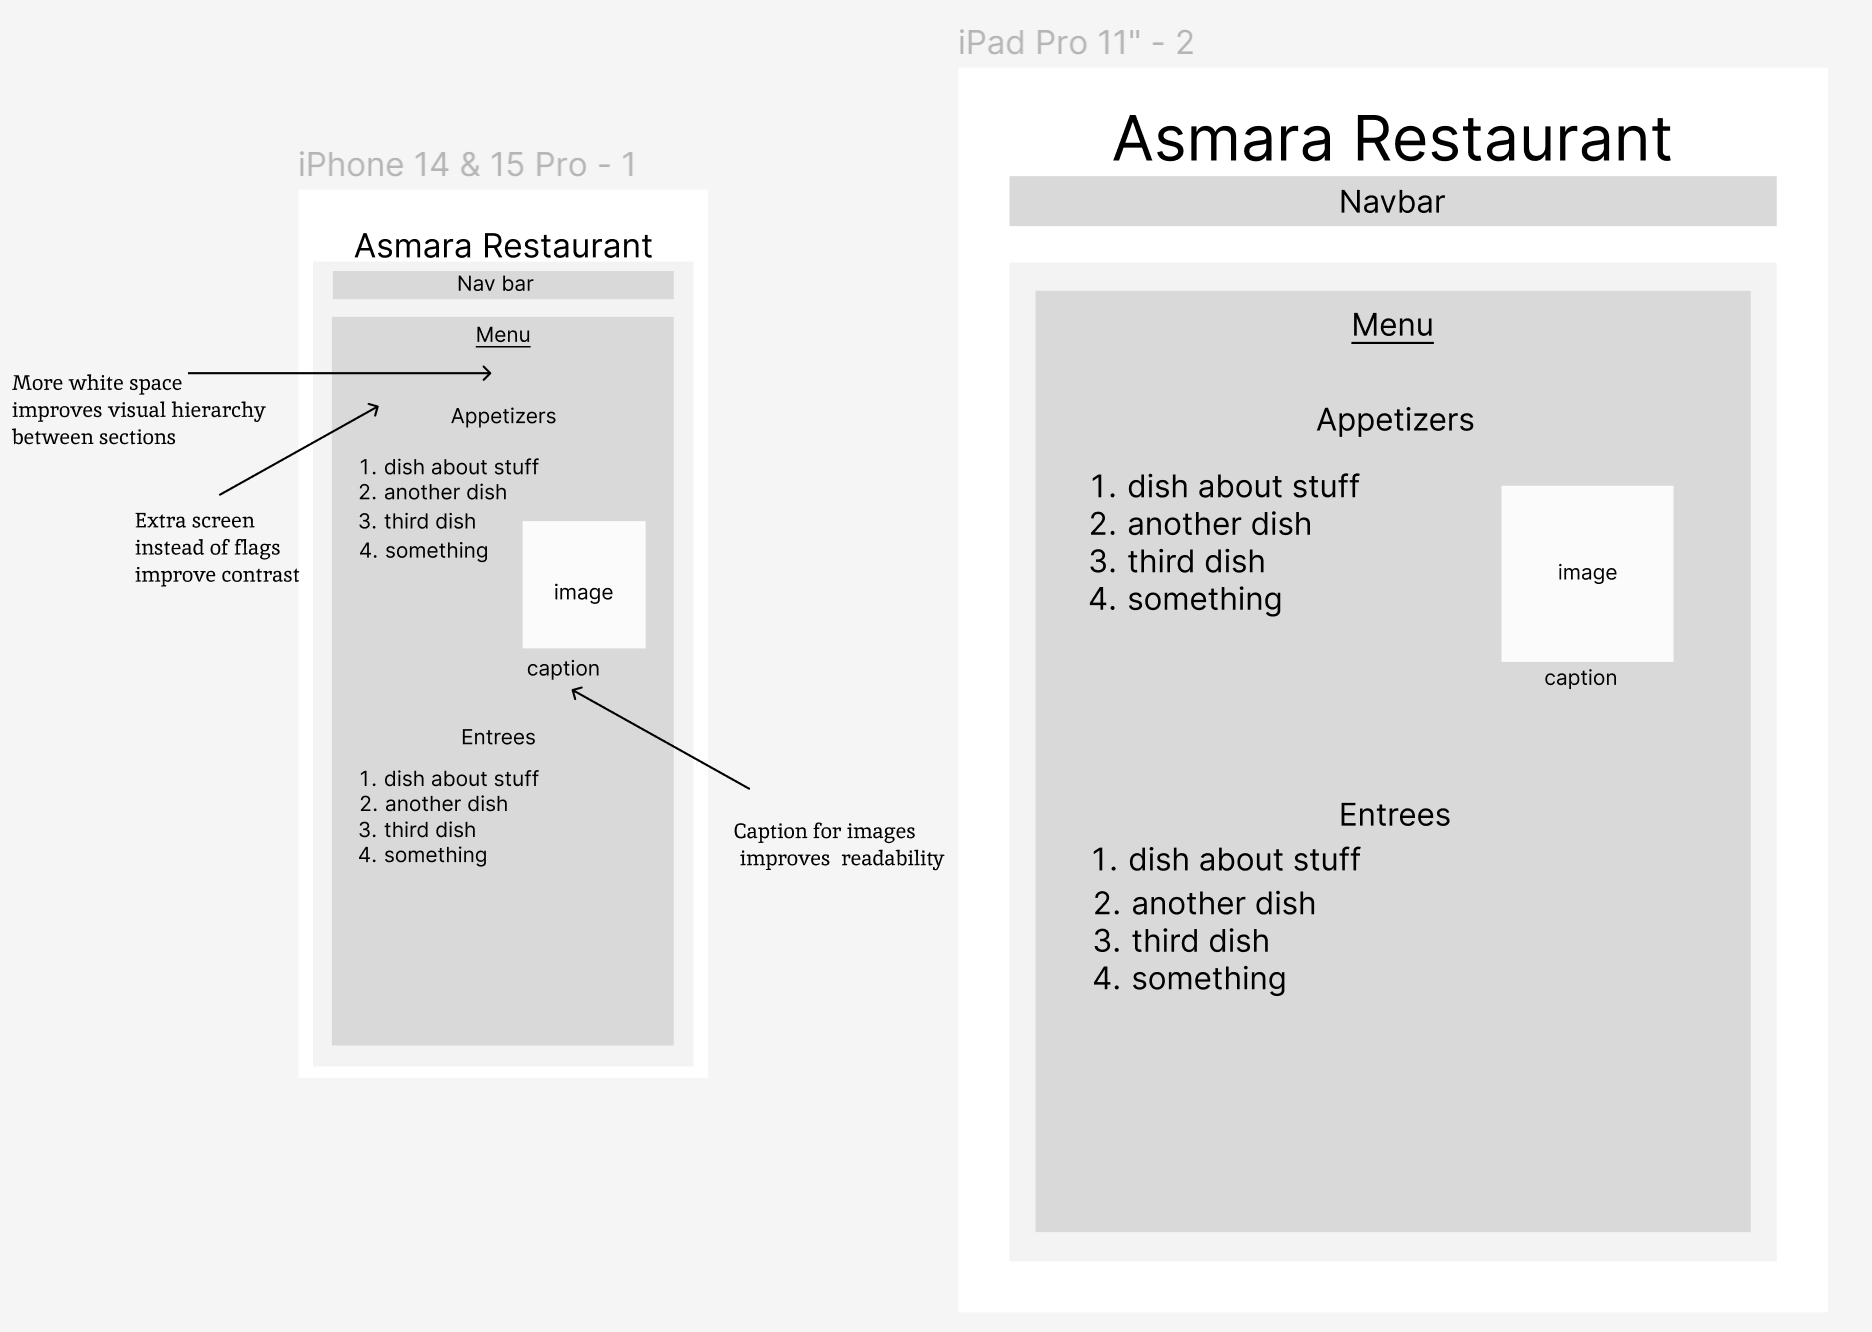 iPhone 14 & 15 Pro - 1
Asmara Restaurant
Nav bar
Menu
More white space
improves visual hierarchy
between sections
Appetizers
1. dish about stuff
2. another dish
3. third dish
4. something
Extra screen
instead of flags
improve contrast
image
caption
Entrees
1. dish about stuff
2. another dish
3. third dish
4. something
Caption for images
improves  readability
iPad Pro 11" - 2
Asmara Restaurant
Navbar
Menu
Appetizers
1. dish about stuff
2. another dish
3. third dish
4. something
image
caption
Entrees
1. dish about stuff
2. another dish
3. third dish
4. something